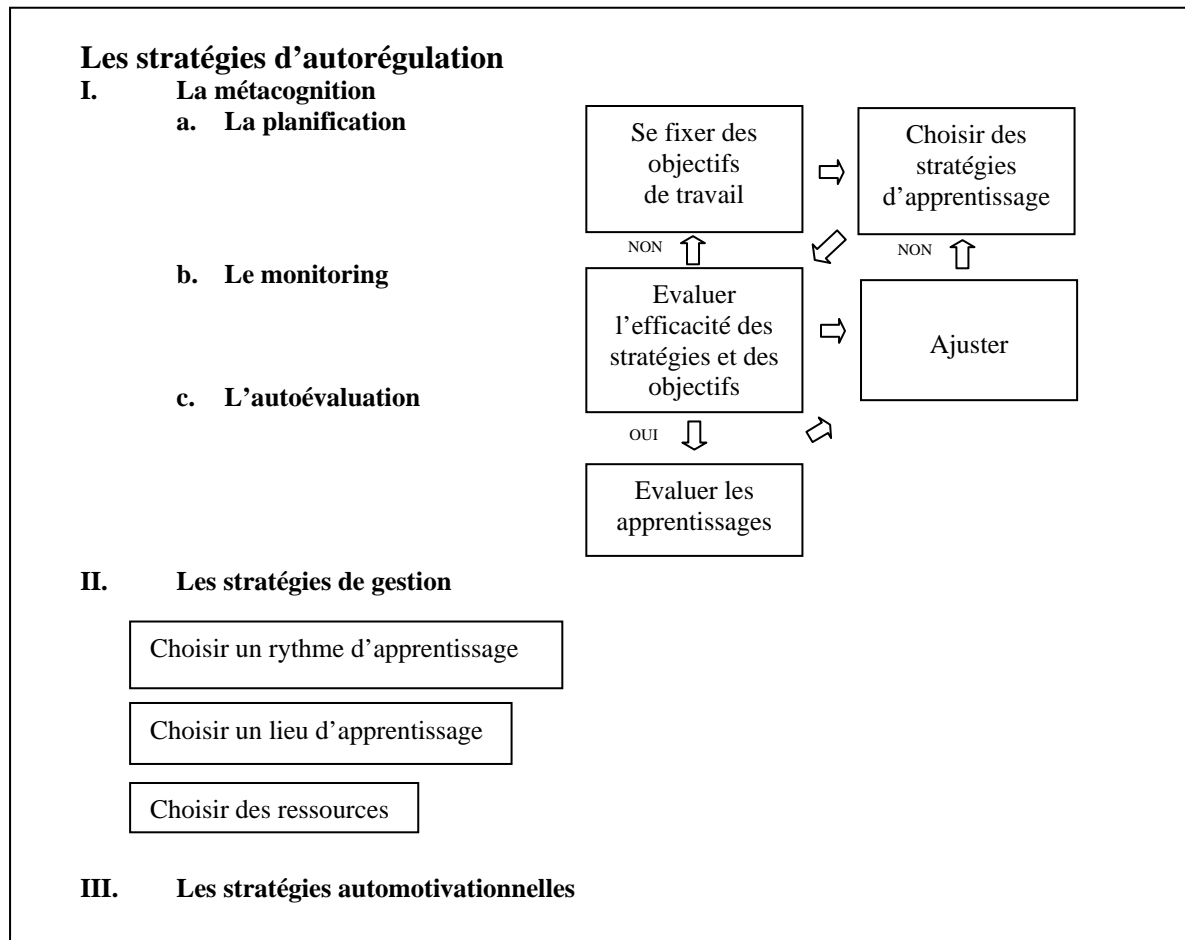 Les stratégies d’autorégulation
I. La métacognition
a. La planification
Se fixer des
objectifs
de travail
Choisir des
stratégies
d’apprentissage
NON
NON
b. Le monitoring
Evaluer
l’efficacité des
stratégies et des
objectifs
Ajuster
c. L’autoévaluation
OUI
Evaluer les
apprentissages
II. Les stratégies de gestion
Choisir un rythme d’apprentissage
Choisir un lieu d’apprentissage
Choisir des ressources
III. Les stratégies automotivationnelles